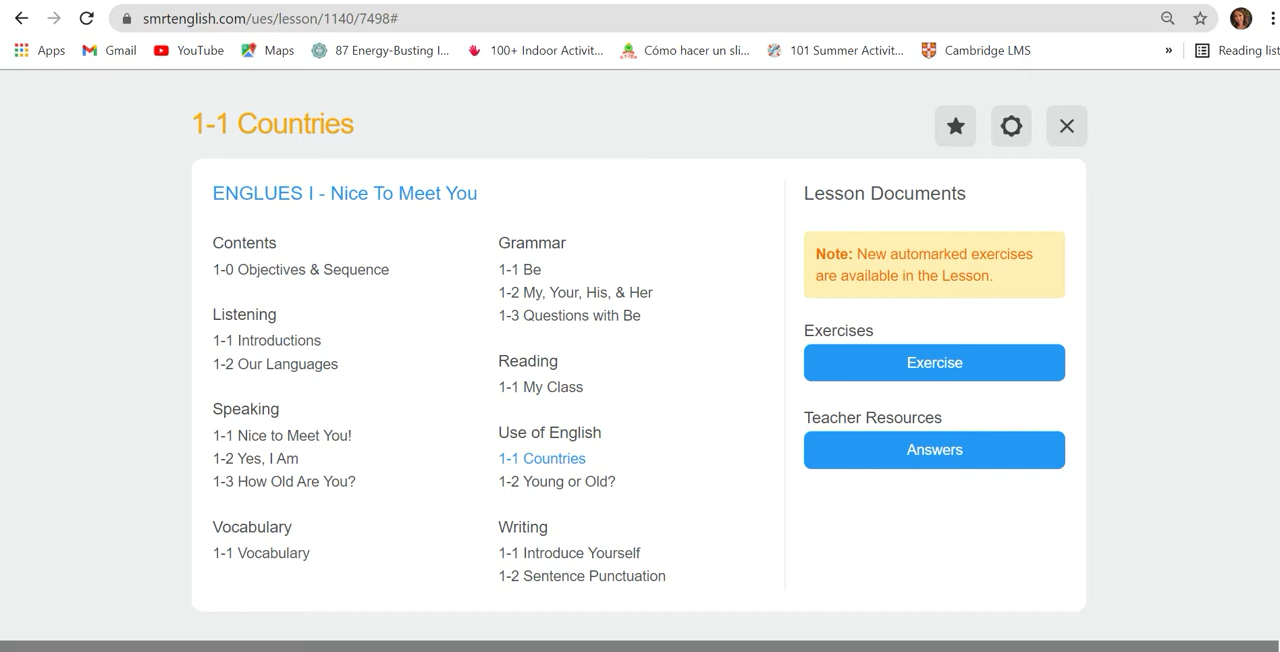 smrtenglish.com/ues/lesson/1140/7498#
Apps
Gmail
YouTube
Maps
87 Energy-Busting I...
100+ Indoor Activit...
Cómo hacer un sli...
101 Summer Activit...
Cambridge LMS
»
Reading list
1-1 Countries
ENGLUES I - Nice To Meet You
Contents
1-0 Objectives & Sequence
Listening
1-1 Introductions
1-2 Our Languages
Speaking
1-1 Nice to Meet You!
1-2 Yes, I Am
1-3 How Old Are You?
Vocabulary
1-1 Vocabulary
Grammar
1-1 Be
1-2 My, Your, His, & Her
1-3 Questions with Be
Reading
1-1 My Class
Use of English
1-1 Countries
1-2 Young or Old?
Writing
1-1 Introduce Yourself
1-2 Sentence Punctuation
Lesson Documents
Note: New automarked exercises
are available in the Lesson.
Exercises
Exercise
Teacher Resources
Answers